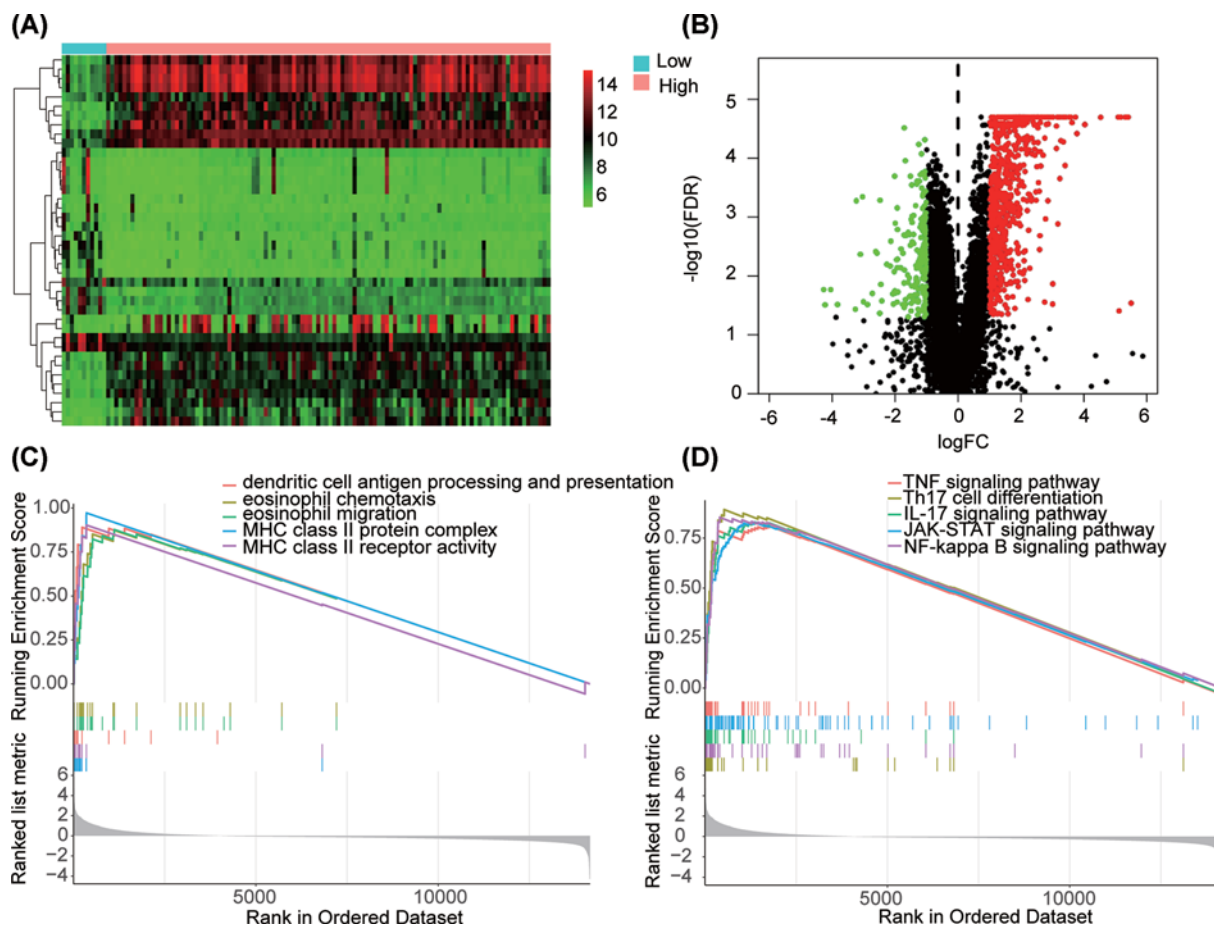 (A)
Low
High
14
12
10
8
6
(B)
-log10(FDR)
5
4
3
2
1
0
-6
-4
-2
0
2
4
6
logFC
(C)
dendritic cell antigen processing and presentation
eosinophil chemotaxis
eosinophil migration
MHC class II protein complex
MHC class II receptor activity
Running Enrichment Score
1.00
0.75
0.50
0.25
0.00
Ranked list metric
6
4
2
0
−2
−4
5000
10000
Rank in Ordered Dataset
(D)
TNF signaling pathway
Th17 cell differentiation
IL-17 signaling pathway
JAK-STAT signaling pathway
NF-kappa B signaling pathway
Running Enrichment Score
0.75
0.50
0.25
0.00
Ranked list metric
6
4
2
0
−2
−4
5000
10000
Rank in Ordered Dataset